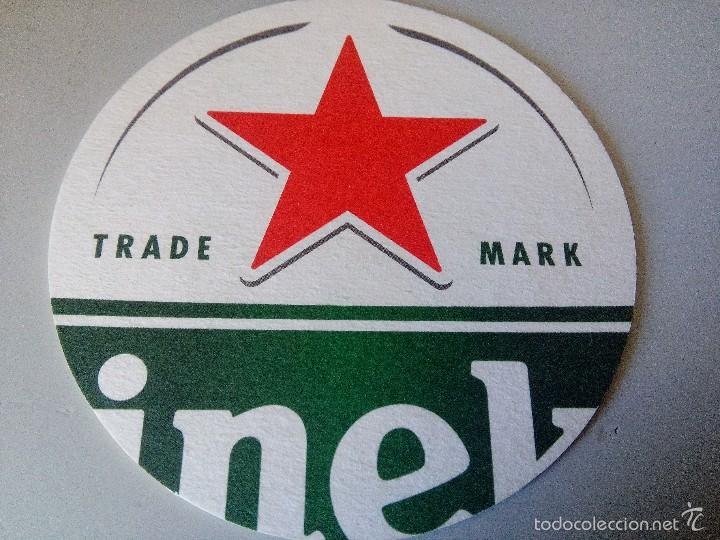 TRADE MARK
inek
todocoleccion.net